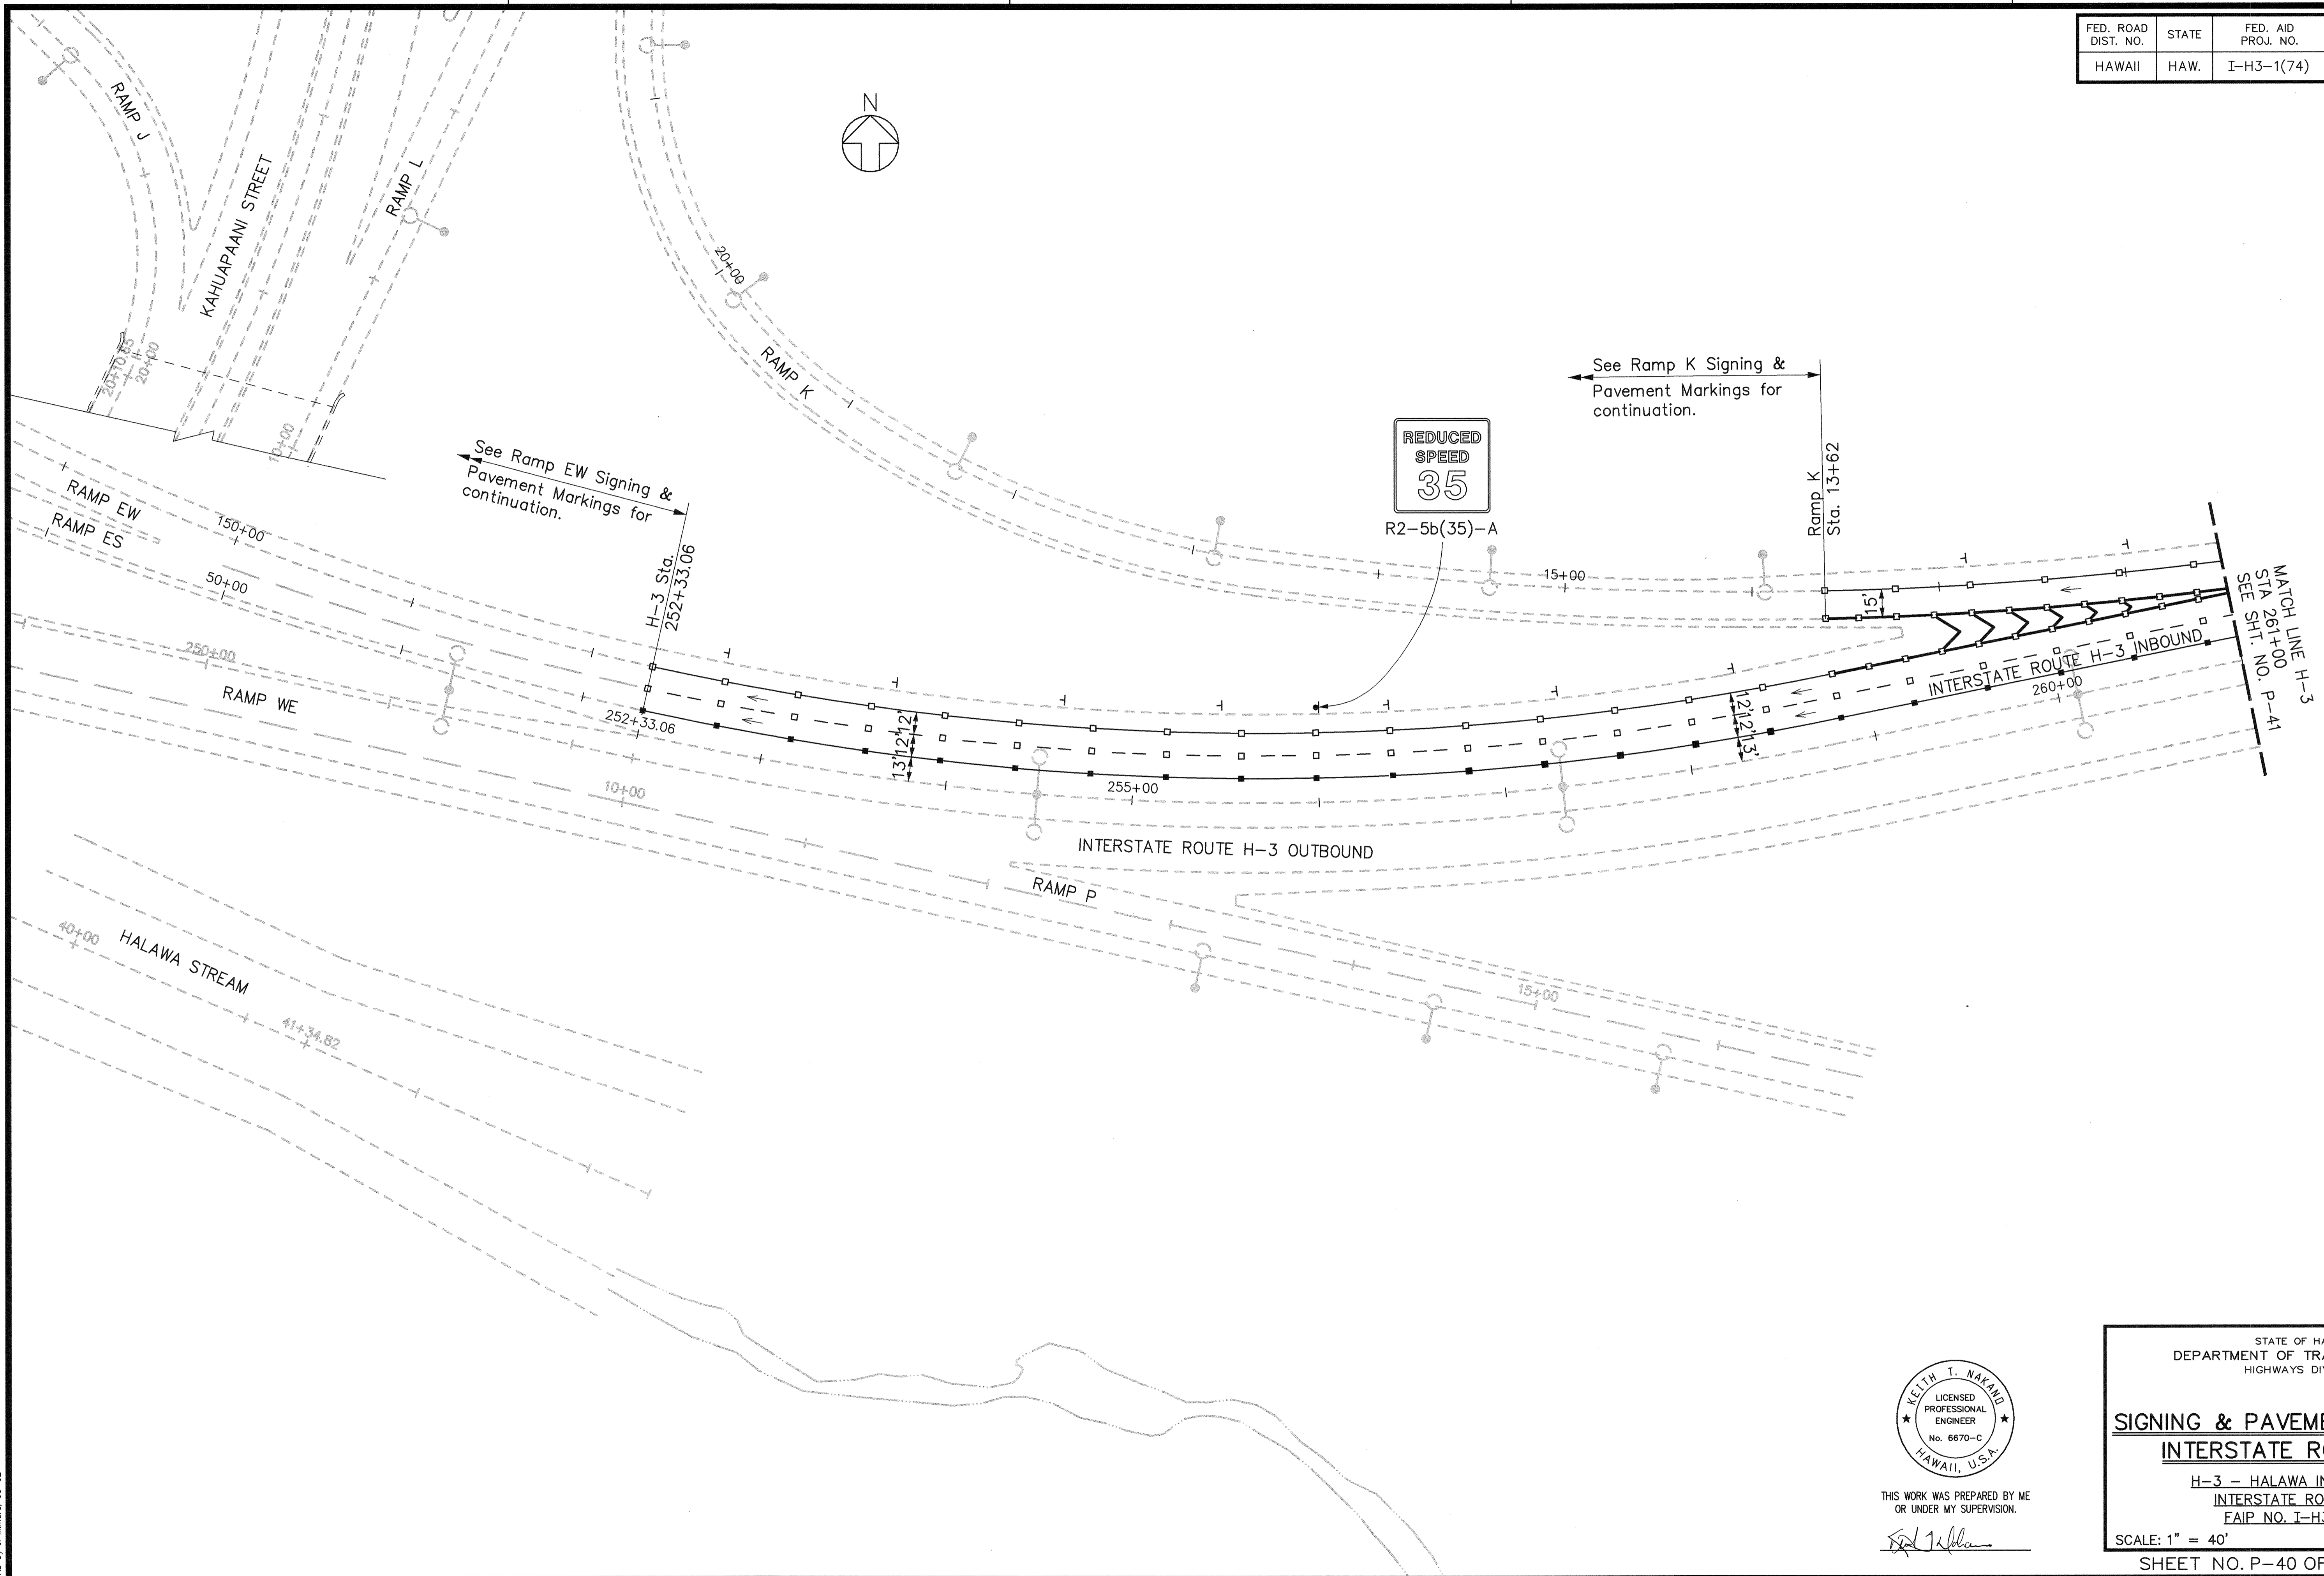 FED. ROAD DIST. NO.
STATE
FED. AID PROJ. NO.
HAWAII
HAW.
I-H3-1(74)
RAMP J
KAHUAPAANI STREET
RAMP L
N
20+00
RAMP K
20+10.65
20+00
10+00
See Ramp K Signing &
Pavement Markings for
continuation.
REDUCED
SPEED
35
R2-5b(35)-A
Ramp K
Sta. 13+62
See Ramp EW Signing &
Pavement Markings for
continuation.
H-3 Sta.
252+33.06
RAMP EW
RAMP ES
150+00
50+00
250+00
RAMP WE
15+00
15'
MATCH LINE H-3
STA 261+00
SEE SHT. NO. P-41
INTERSTATE ROUTE H-3 INBOUND
260+00
252+33.06
12'
12'
13'
12'
12'
13'
10+00
255+00
INTERSTATE ROUTE H-3 OUTBOUND
RAMP P
15+00
40+00
HALAWA STREAM
41+34.82
KEITH T. NAKANO
LICENSED
PROFESSIONAL
ENGINEER
No. 6670-C
HAWAII, U.S.A.
THIS WORK WAS PREPARED BY ME
OR UNDER MY SUPERVISION.
STATE OF HA
DEPARTMENT OF TRA
HIGHWAYS DI
SIGNING & PAVEME
INTERSTATE RO
H-3 - HALAWA IN
INTERSTATE RO
FAIP NO. I-H3
SCALE: 1" = 40'
SHEET NO. P-40 OF